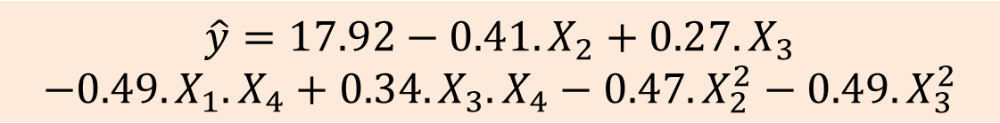 ŷ = 17.92 − 0.41. X₂ + 0.27. X₃
−0.49. X₁. X₄ + 0.34. X₃. X₄ − 0.47. X₂² − 0.49. X₃²